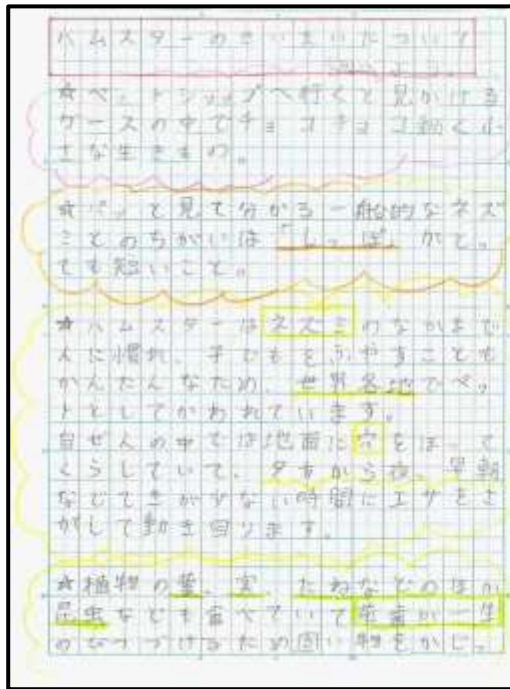 ハムスターのせいたいについて
調べよう。
★ペットショップへ行くと見かける
ケースの中でチョコチョコ動く小
さな生きもの。
★パッと見て分かる一般的なネズ
ミとのちがいは「しっぽ」がと
ても短いこと。
★ハムスターはネズミのなかまで
人に慣れ、子どもをふやすことも
かんたんなため、世界各地でペッ
トとしてかわれています。
自ぜんの中では地面に穴をほって
くらしていて、夕方から夜、早朝
などてきが少ない時間にエサをさ
がして動き回ります。
★植物の葉、実、たねなどのほか
昆虫なども食べていて前歯が一生
のびつづけるため固い物をかじっ